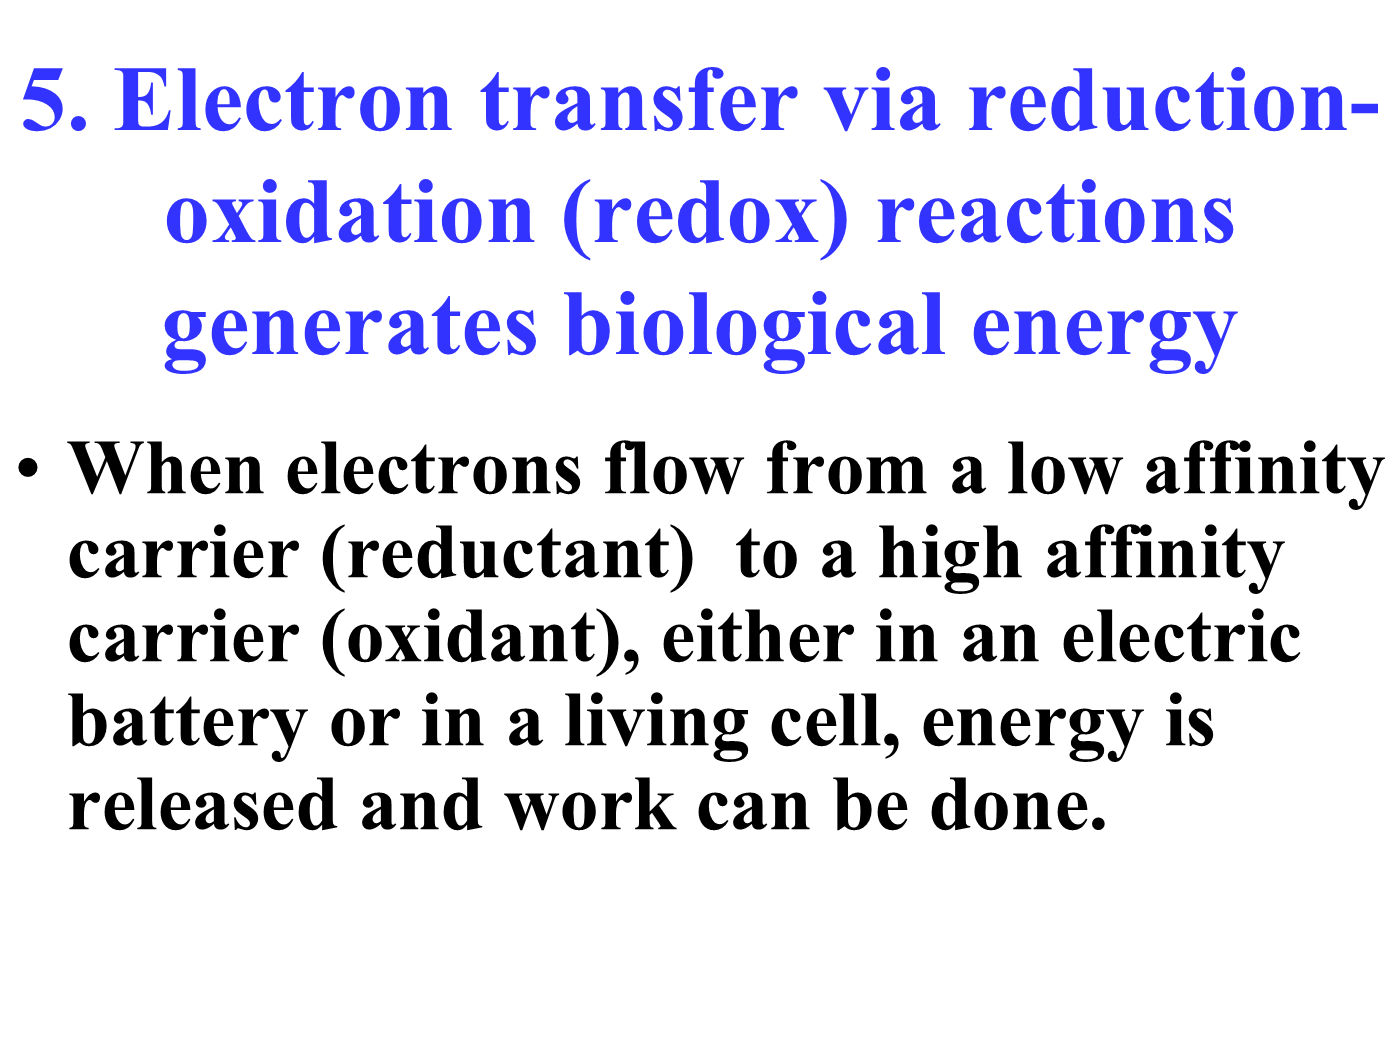 5. Electron transfer via reduction-
oxidation (redox) reactions
generates biological energy
• When electrons flow from a low affinity
carrier (reductant)  to a high affinity
carrier (oxidant), either in an electric
battery or in a living cell, energy is
released and work can be done.